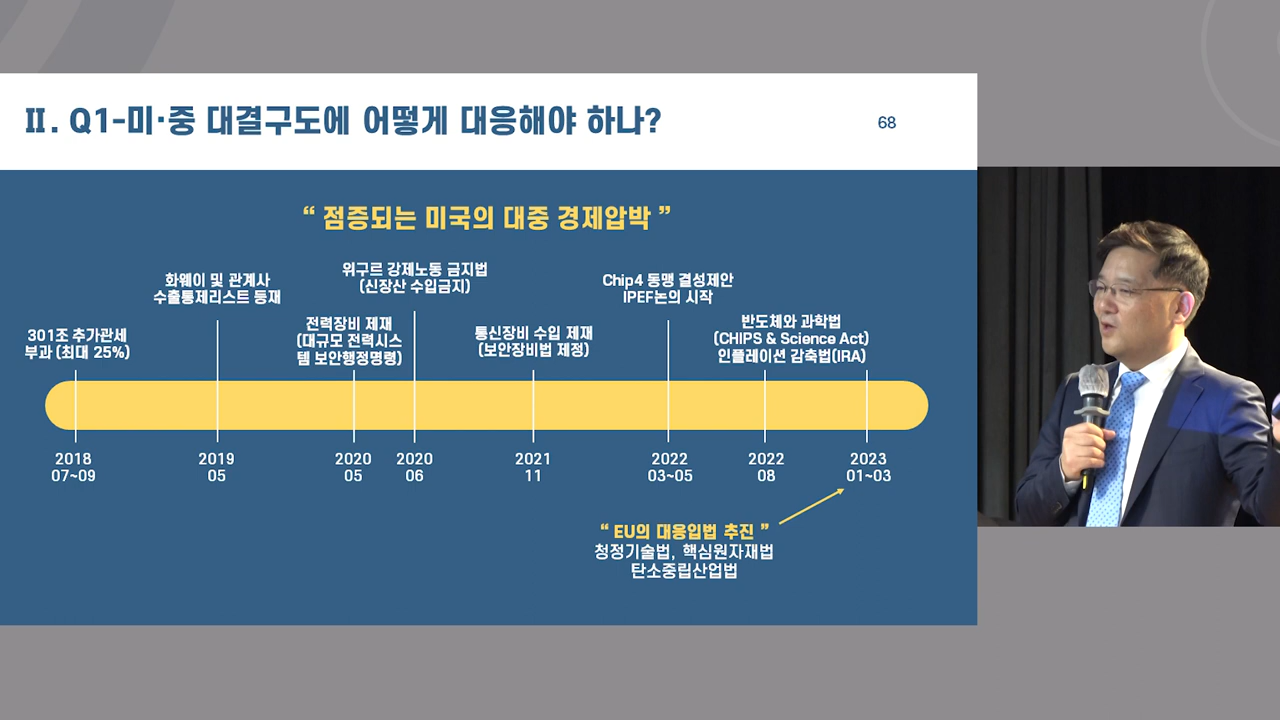 Ⅱ. Q1-미·중 대결구도에 어떻게 대응해야 하나?
68
“ 점증되는 미국의 대중 경제압박 ”
301조 추가관세
부과 (최대 25%)
2018
07~09
화웨이 및 관계사
수출통제리스트 등재
2019
05
전력장비 제재
(대규모 전력시스
템 보안행정명령)
2020
05
위구르 강제노동 금지법
(신장산 수입금지)
2020
06
통신장비 수입 제재
(보안장비법 제정)
2021
11
Chip4 동맹 결성제안
IPEF논의 시작
2022
03~05
반도체와 과학법
(CHIPS & Science Act)
인플레이션 감축법(IRA)
2022
08
2023
01~03
“ EU의 대응입법 추진 ”
청정기술법, 핵심원자재법
탄소중립산업법